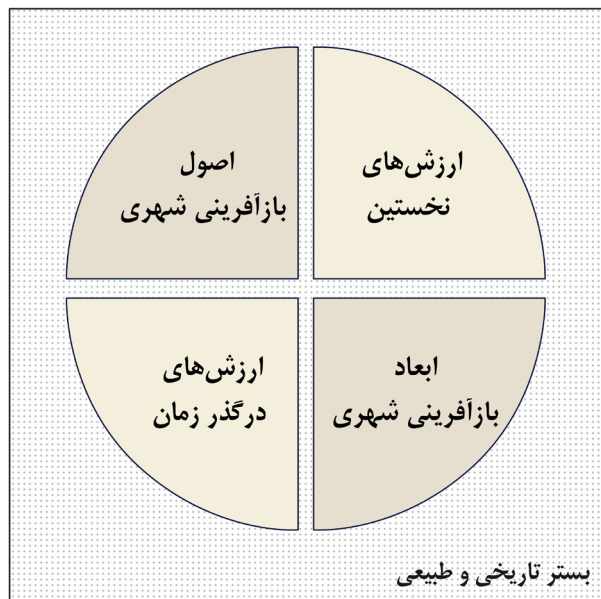 ارزش‌های
نخستین
اصول
بازآفرینی شهری
ابعاد
بازآفرینی شهری
ارزش‌های
درگذر زمان
بستر تاریخی و طبیعی